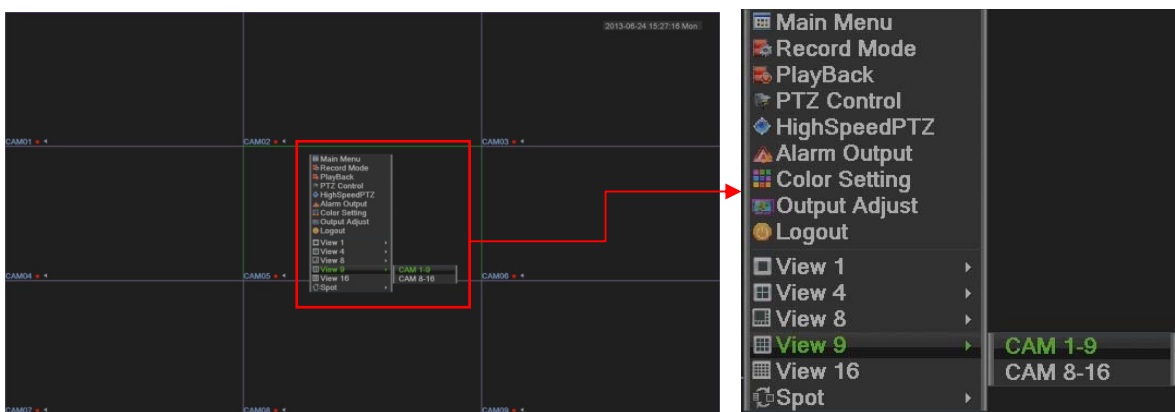 2013-06-24 15:27:16 Mon
CAM01
CAM02
CAM03
Main Menu
Record Mode
PlayBack
PTZ Control
HighSpeedPTZ
Alarm Output
Color Setting
Output Adjust
Logout
View 1
View 4
View 8
View 9
CAM 1-9
View 16
CAM 8-16
Spot
CAM04
CAM05
CAM06
CAM07
CAM08
CAM09
Main Menu
Record Mode
PlayBack
PTZ Control
HighSpeedPTZ
Alarm Output
Color Setting
Output Adjust
Logout
View 1
View 4
View 8
View 9
CAM 1-9
View 16
CAM 8-16
Spot